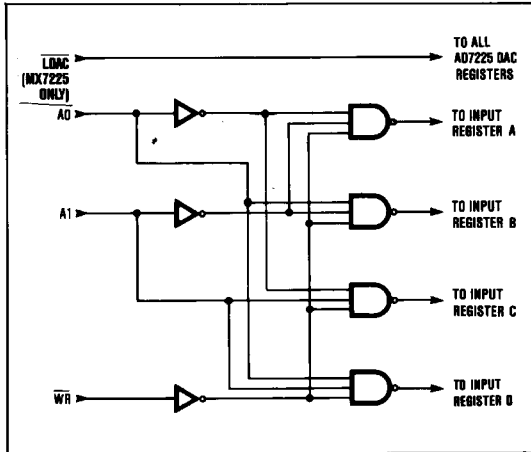 LDAC
(MX7225
ONLY)
A0
A1
WR
TO ALL
AD7225 DAC
REGISTERS
TO INPUT
REGISTER A
TO INPUT
REGISTER B
TO INPUT
REGISTER C
TO INPUT
REGISTER D